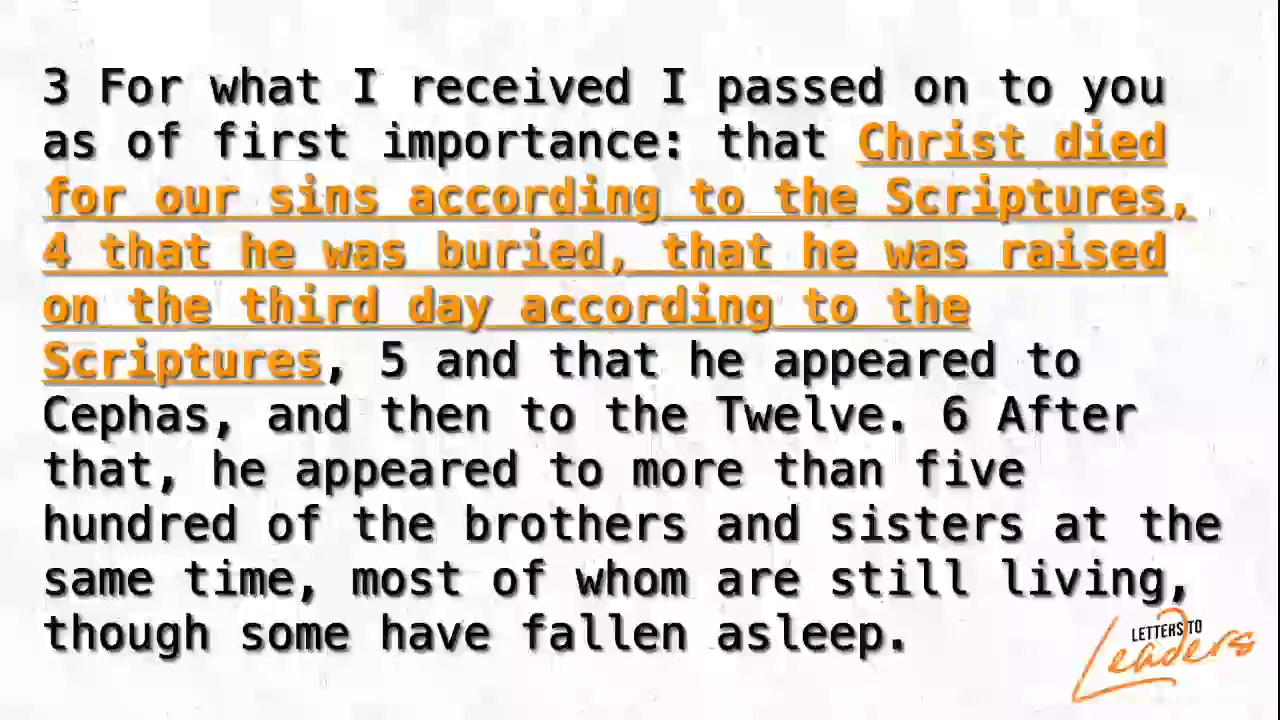 3 For what I received I passed on to you
as of first importance: that Christ died
for our sins according to the Scriptures,
4 that he was buried, that he was raised
on the third day according to the
Scriptures, 5 and that he appeared to
Cephas, and then to the Twelve. 6 After
that, he appeared to more than five
hundred of the brothers and sisters at the
same time, most of whom are still living,
though some have fallen asleep.
LETTERS TO
Leaders